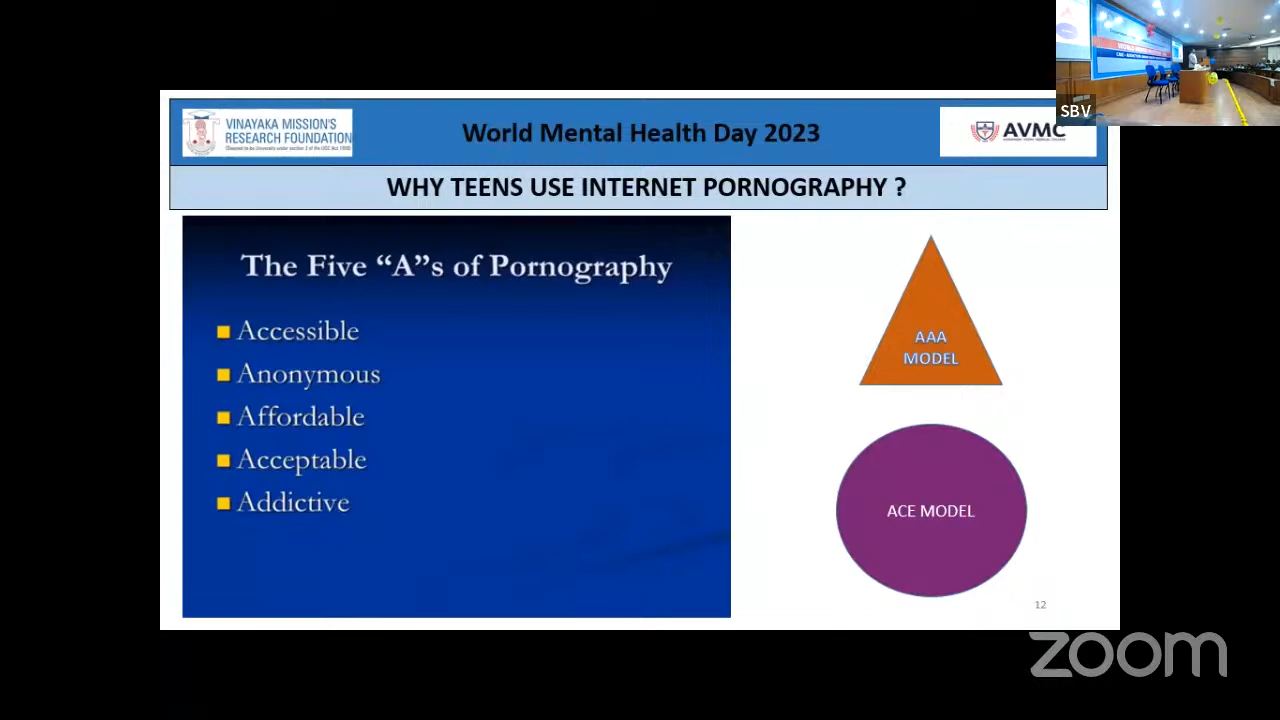 VINAYAKA MISSION'S
RESEARCH FOUNDATION
World Mental Health Day 2023
AVMC
SBV
WHY TEENS USE INTERNET PORNOGRAPHY ?
The Five “A”s of Pornography
Accessible
Anonymous
Affordable
Acceptable
Addictive
AAA
MODEL
ACE MODEL
12
zoom